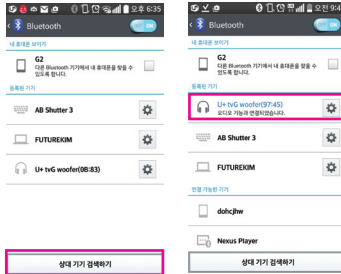 오후 6:35
Bluetooth
내 휴대폰 보이기
G2
다른 Bluetooth 기기에서 내 휴대폰을 찾을 수
있도록 합니다.
등록된 기기
AB Shutter 3
FUTUREKIM
U+ tvG woofer(0B:83)
상대 기기 검색하기
오전 9:4
Bluetooth
내 휴대폰 보이기
G2
다른 Bluetooth 기기에서 내 휴대폰을 찾을 수
있도록 합니다.
등록된 기기
U+ tvG woofer(97:45)
오디오 기능과 연결되었습니다.
AB Shutter 3
FUTUREKIM
연결 가능한 기기
dohcjhw
Nexus Player
상대 기기 검색하기